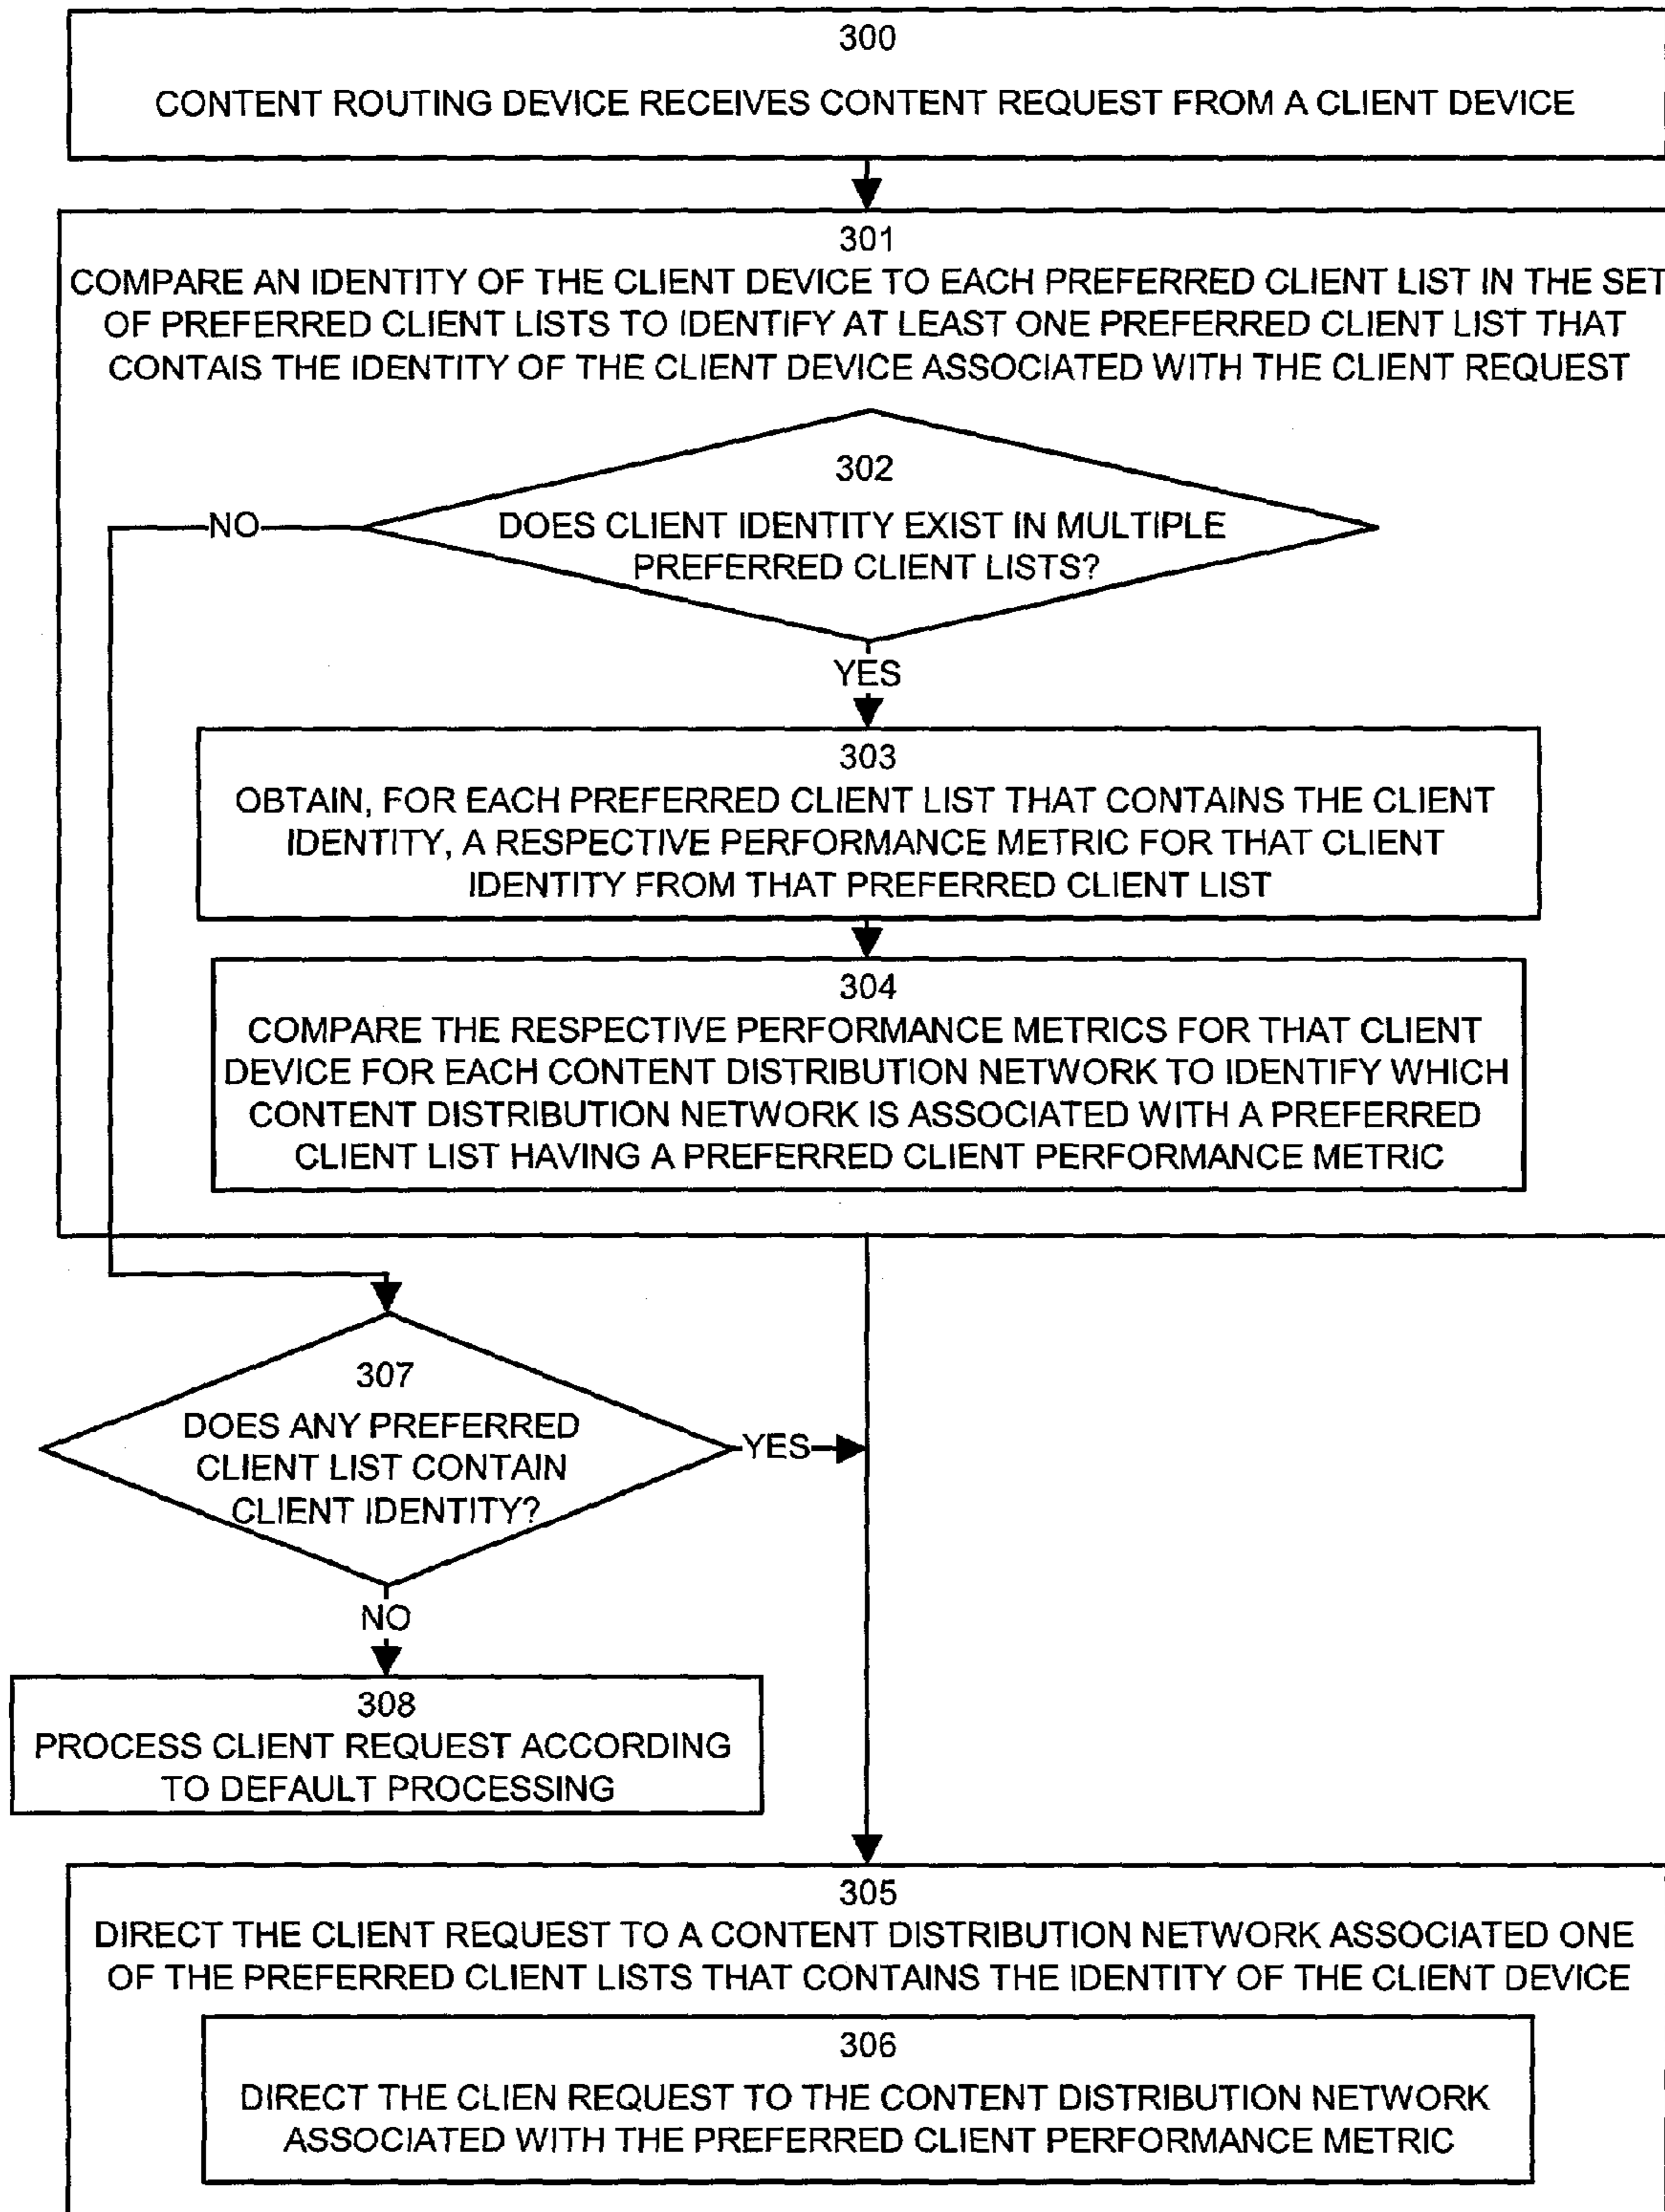 300
CONTENT ROUTING DEVICE RECEIVES CONTENT REQUEST FROM A CLIENT DEVICE
301
COMPARE AN IDENTITY OF THE CLIENT DEVICE TO EACH PREFERRED CLIENT LIST IN THE SET
OF PREFERRED CLIENT LISTS TO IDENTIFY AT LEAST ONE PREFERRED CLIENT LIST THAT
CONTAIS THE IDENTITY OF THE CLIENT DEVICE ASSOCIATED WITH THE CLIENT REQUEST
302
NO
DOES CLIENT IDENTITY EXIST IN MULTIPLE
PREFERRED CLIENT LISTS?
YES
303
OBTAIN, FOR EACH PREFERRED CLIENT LIST THAT CONTAINS THE CLIENT
IDENTITY, A RESPECTIVE PERFORMANCE METRIC FOR THAT CLIENT
IDENTITY FROM THAT PREFERRED CLIENT LIST
304
COMPARE THE RESPECTIVE PERFORMANCE METRICS FOR THAT CLIENT
DEVICE FOR EACH CONTENT DISTRIBUTION NETWORK TO IDENTIFY WHICH
CONTENT DISTRIBUTION NETWORK IS ASSOCIATED WITH A PREFERRED
CLIENT LIST HAVING A PREFERRED CLIENT PERFORMANCE METRIC
307
DOES ANY PREFERRED
CLIENT LIST CONTAIN
CLIENT IDENTITY?
YES
NO
308
PROCESS CLIENT REQUEST ACCORDING
TO DEFAULT PROCESSING
305
DIRECT THE CLIENT REQUEST TO A CONTENT DISTRIBUTION NETWORK ASSOCIATED ONE
OF THE PREFERRED CLIENT LISTS THAT CONTAINS THE IDENTITY OF THE CLIENT DEVICE
306
DIRECT THE CLIEN REQUEST TO THE CONTENT DISTRIBUTION NETWORK
ASSOCIATED WITH THE PREFERRED CLIENT PERFORMANCE METRIC